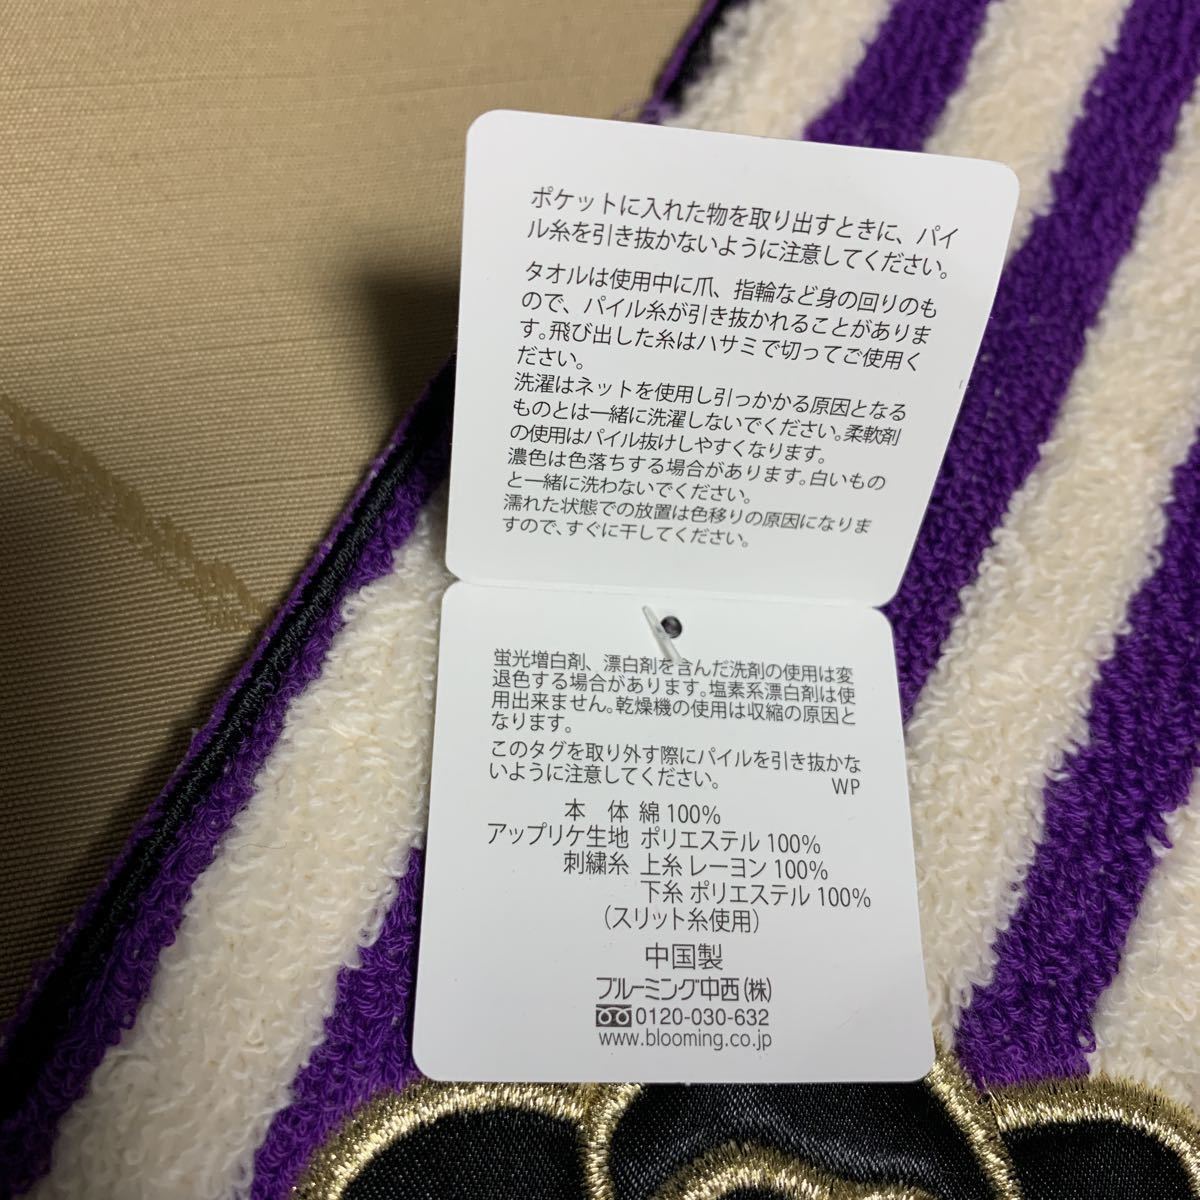 ポケットに入れた物を取り出すときに、パイ
ル糸を引き抜かないように注意してください。
タオルは使用中に爪、指輪など身の回りのも
ので、パイル糸が引き抜かれることがありま
す。飛び出した糸はハサミで切ってご使用く
ださい。
洗濯はネットを使用し引っかかる原因となる
ものとは一緒に洗濯しないでください。柔軟剤
の使用はパイル抜けしやすくなります。
濃色は色落ちする場合があります。白いもの
と一緒に洗わないでください。
濡れた状態での放置は色移りの原因になりま
すので、すぐに干してください。
蛍光増白剤、漂白剤を含んだ洗剤の使用は変
退色する場合があります。塩素系漂白剤は使
用出来ません。乾燥機の使用は収縮の原因と
なります。
このタグを取り外す際にパイルを引き抜かな
いように注意してください。 WP
本 体 綿 100%
アップリケ生地 ポリエステル 100%
刺繍糸 上糸 レーヨン 100%
下糸 ポリエステル 100%
(スリット糸使用)
中国製
ブルーミング中西(株)
0120-030-632
www.blooming.co.jp